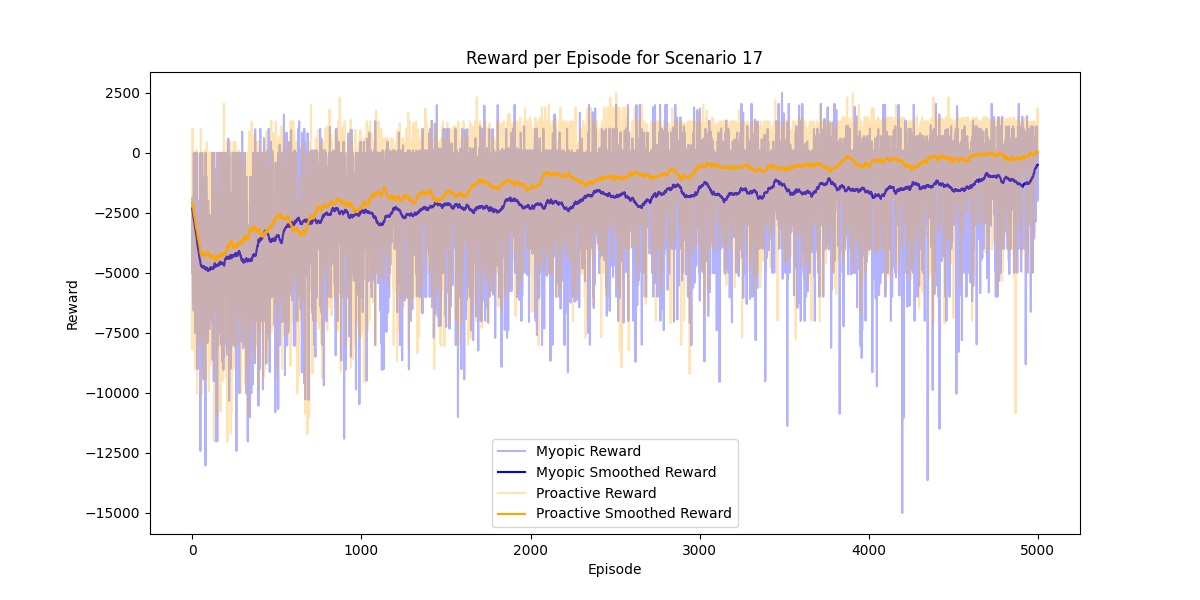 Reward per Episode for Scenario 17
2500
0
−2500
−5000
−7500
−10000
−12500
−15000
Reward
Myopic Reward
Myopic Smoothed Reward
Proactive Reward
Proactive Smoothed Reward
0 1000 2000 3000 4000 5000
Episode